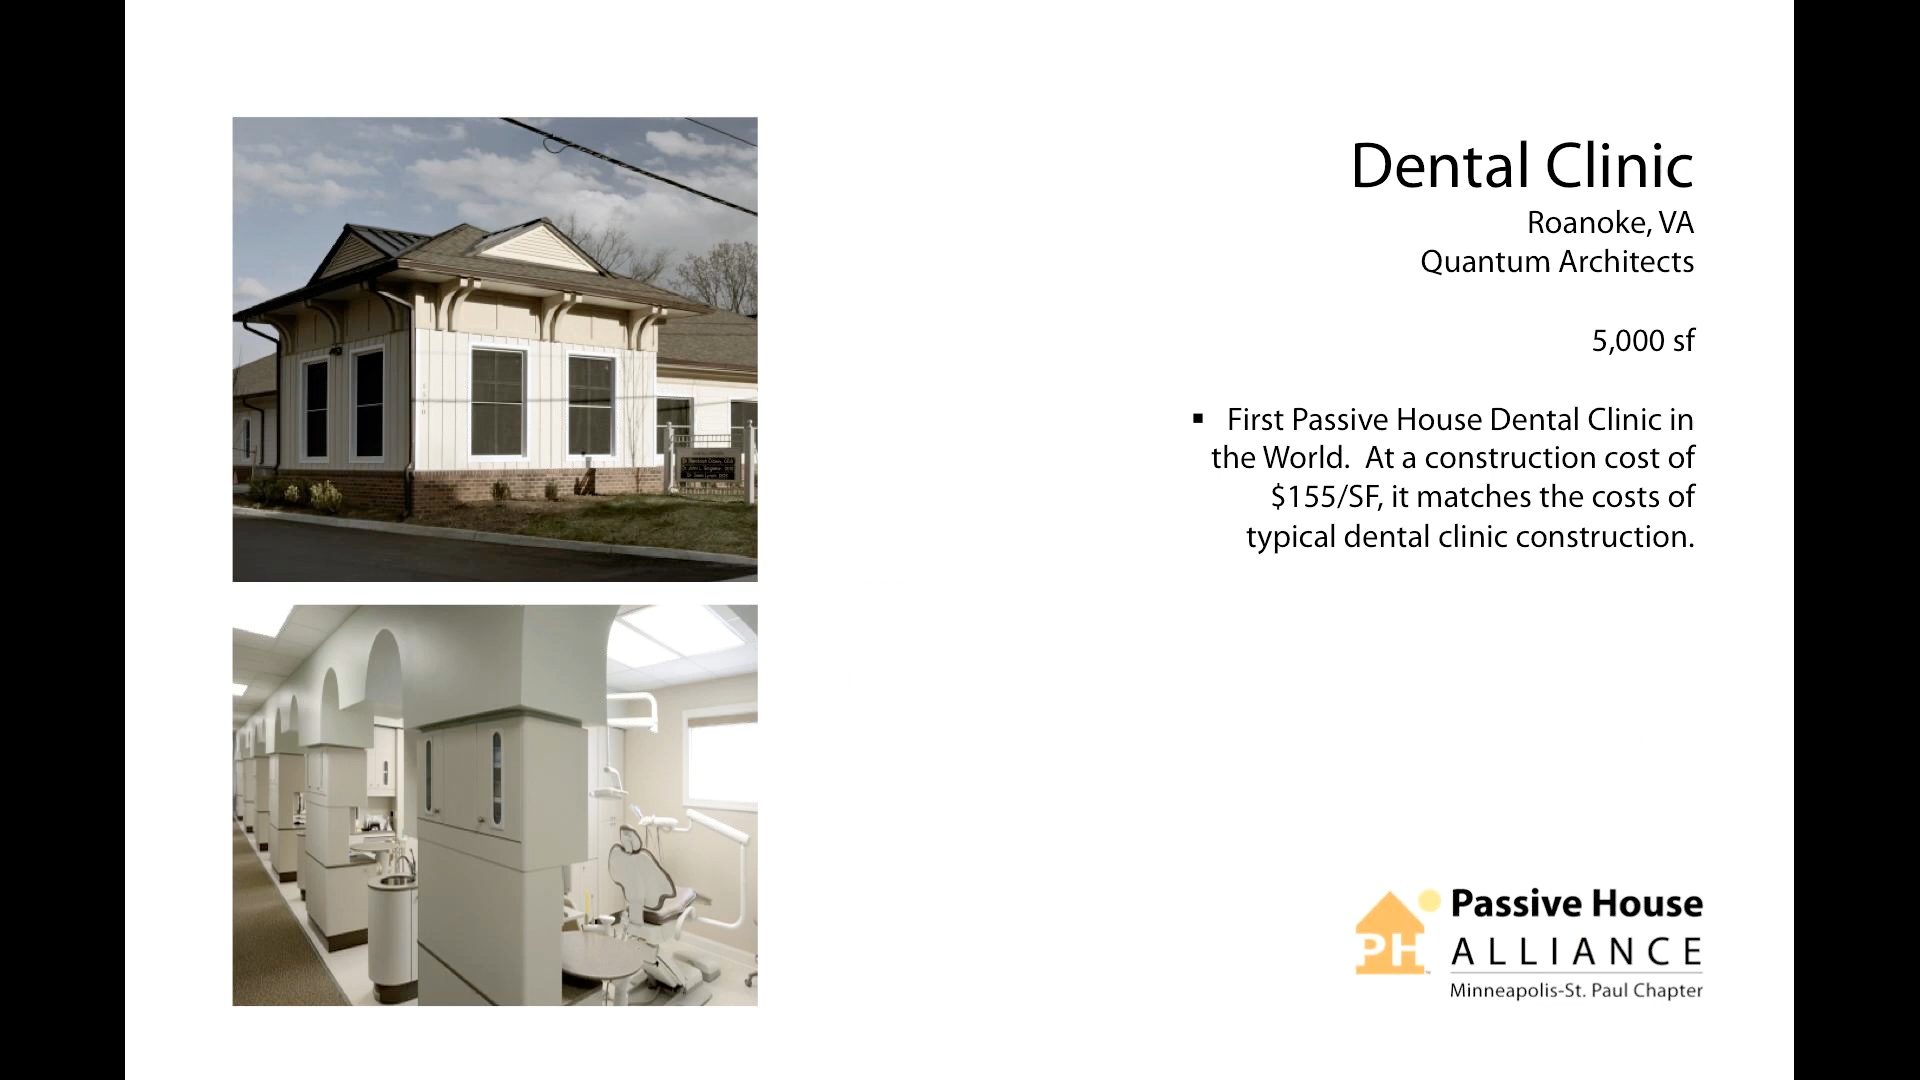 Dental Clinic
Roanoke, VA
Quantum Architects
5,000 sf
▪ First Passive House Dental Clinic in
the World. At a construction cost of
$155/SF, it matches the costs of
typical dental clinic construction.
PH
Passive House
ALLIANCE
Minneapolis-St. Paul Chapter